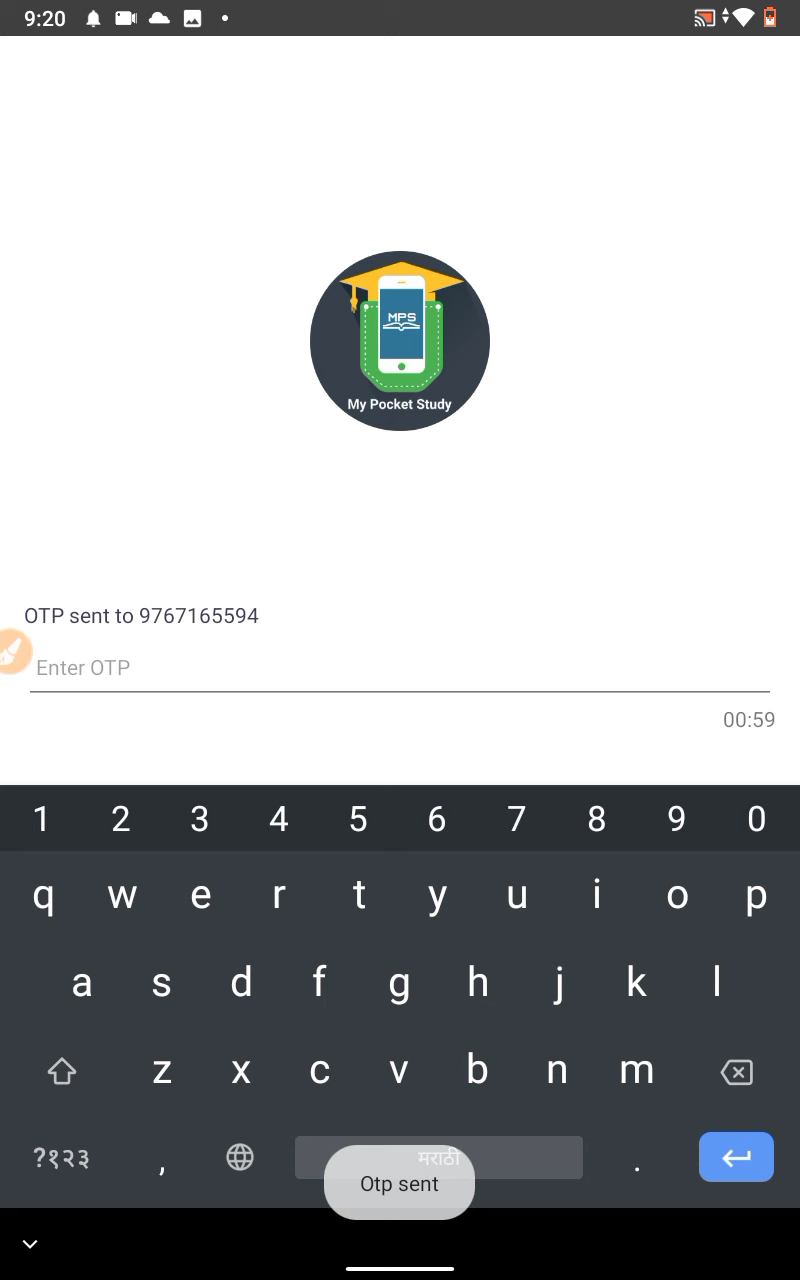 9:20
MPS
My Pocket Study
OTP sent to 9767165594
Enter OTP
00:59
1 2 3 4 5 6 7 8 9 0
q w e r t y u i o p
a s d f g h j k l
z x c v b n m
?१२३ , मराठी .
Otp sent